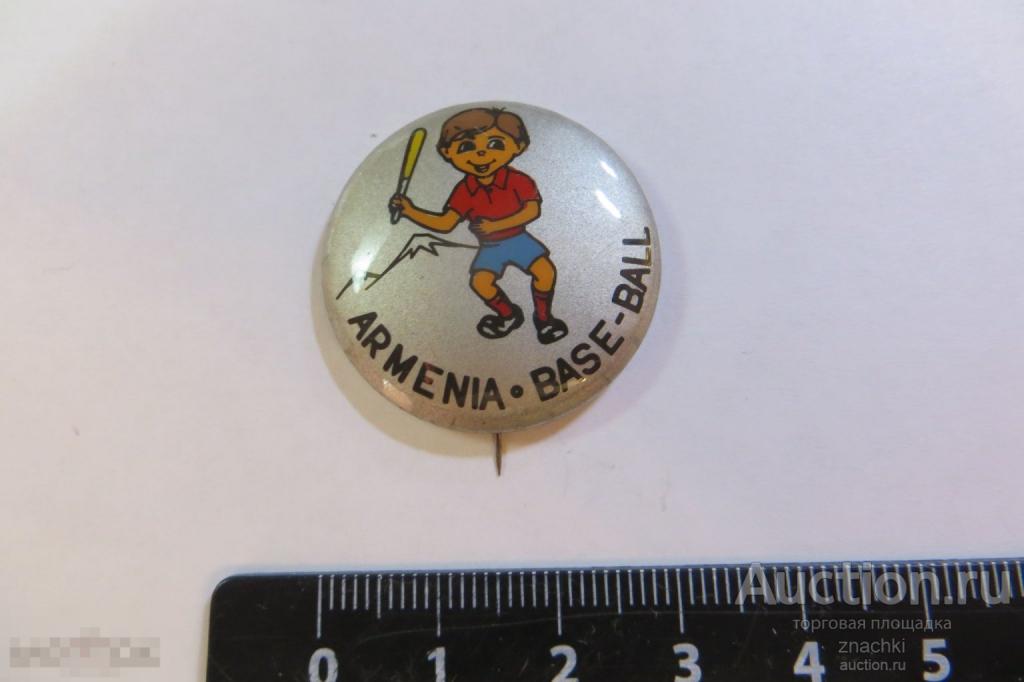 ARMENIA • BASE-BALL
Auction.ru
торговая площадка
znachki
auction.ru
0 1 2 3 4 5